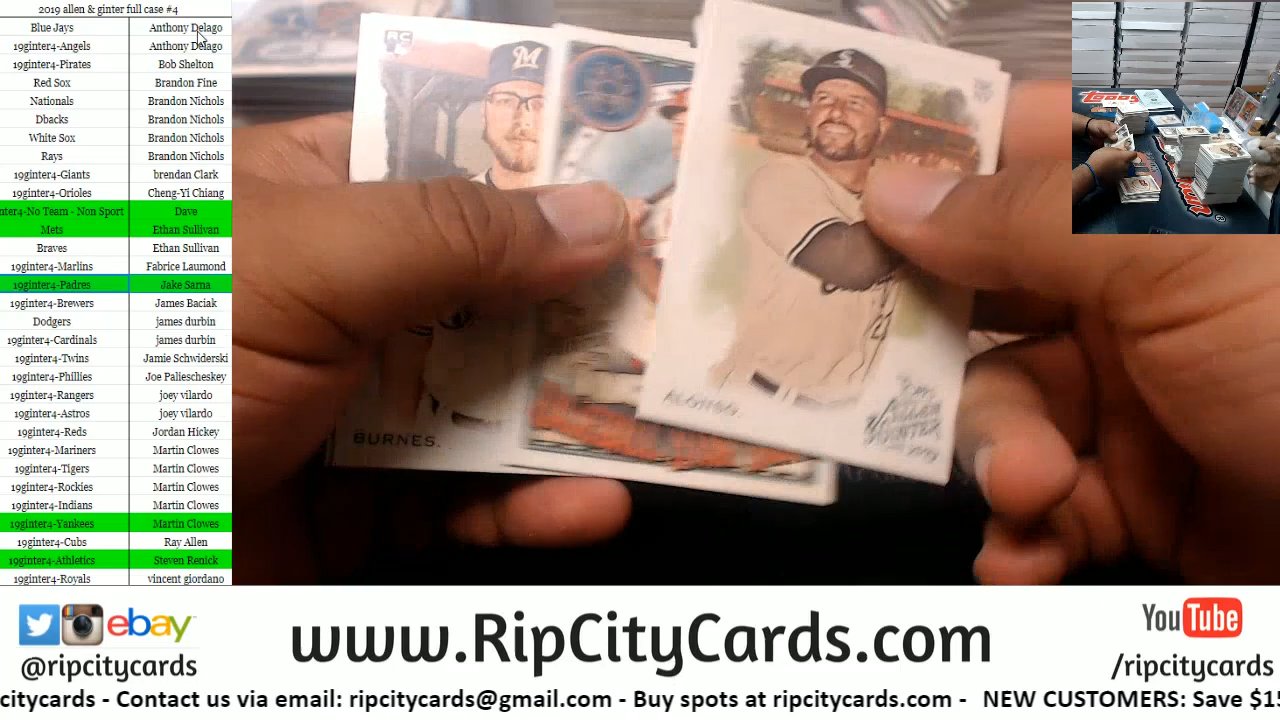 2019 allen & ginter full case #4
Blue Jays Anthony Delago
19ginter4-Angels Anthony Delago
19ginter4-Pirates Bob Shelton
Red Sox Brandon Fine
Nationals Brandon Nichols
Dbacks Brandon Nichols
White Sox Brandon Nichols
Rays Brandon Nichols
19ginter4-Giants brendan Clark
19ginter4-Orioles Cheng-Yi Chiang
nter4-No Team - Non Sport Dave
Mets Ethan Sullivan
Braves Ethan Sullivan
19ginter4-Marlins Fabrice Laumond
19ginter4-Padres Jake Sarna
19ginter4-Brewers James Baciak
Dodgers james durbin
19ginter4-Cardinals james durbin
19ginter4-Twins Jamie Schwiderski
19ginter4-Phillies Joe Paliescheskey
19ginter4-Rangers joey vilardo
19ginter4-Astros joey vilardo
19ginter4-Reds Jordan Hickey
19ginter4-Mariners Martin Clowes
19ginter4-Tigers Martin Clowes
19ginter4-Rockies Martin Clowes
19ginter4-Indians Martin Clowes
19ginter4-Yankees Martin Clowes
19ginter4-Cubs Ray Allen
19ginter4-Athletics Steven Renick
19ginter4-Royals vincent giordano
RC
M
BURNES.
ALONSO.
TOPPS
ALLEN
GINTER
2019
Topps
ebay
@ripcitycards
www.RipCityCards.com
YouTube
/ripcitycards
citycards - Contact us via email: ripcitycards@gmail.com - Buy spots at ripcitycards.com - NEW CUSTOMERS: Save $15